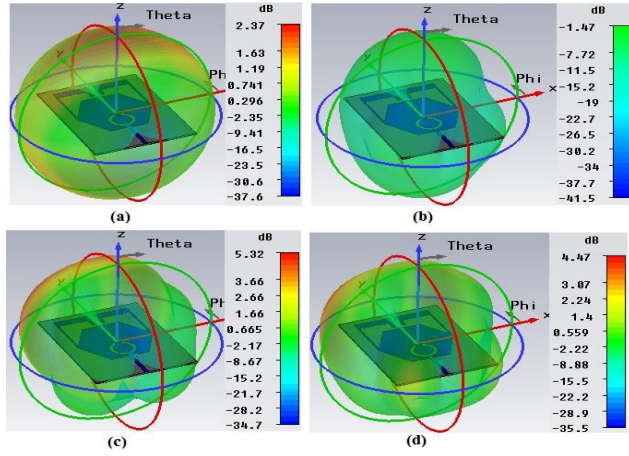 z
Theta
Y
Phi
dB
2.37
1.63
1.19
0.741
0.296
-2.35
-9.41
-16.5
-23.5
-30.6
-37.6
(a)
z
Theta
Y
Phi
x
dB
-1.47
-7.72
-11.5
-15.2
-19
-22.7
-26.5
-30.2
-34
-37.7
-41.5
(b)
z
Theta
Y
Ph
dB
5.32
3.66
2.66
1.66
0.665
-2.17
-8.67
-15.2
-21.7
-28.2
-34.7
(c)
z
Theta
Y
Phi
x
dB
4.47
3.07
2.24
1.4
0.559
-2.22
-8.88
-15.5
-22.2
-28.9
-35.5
(d)